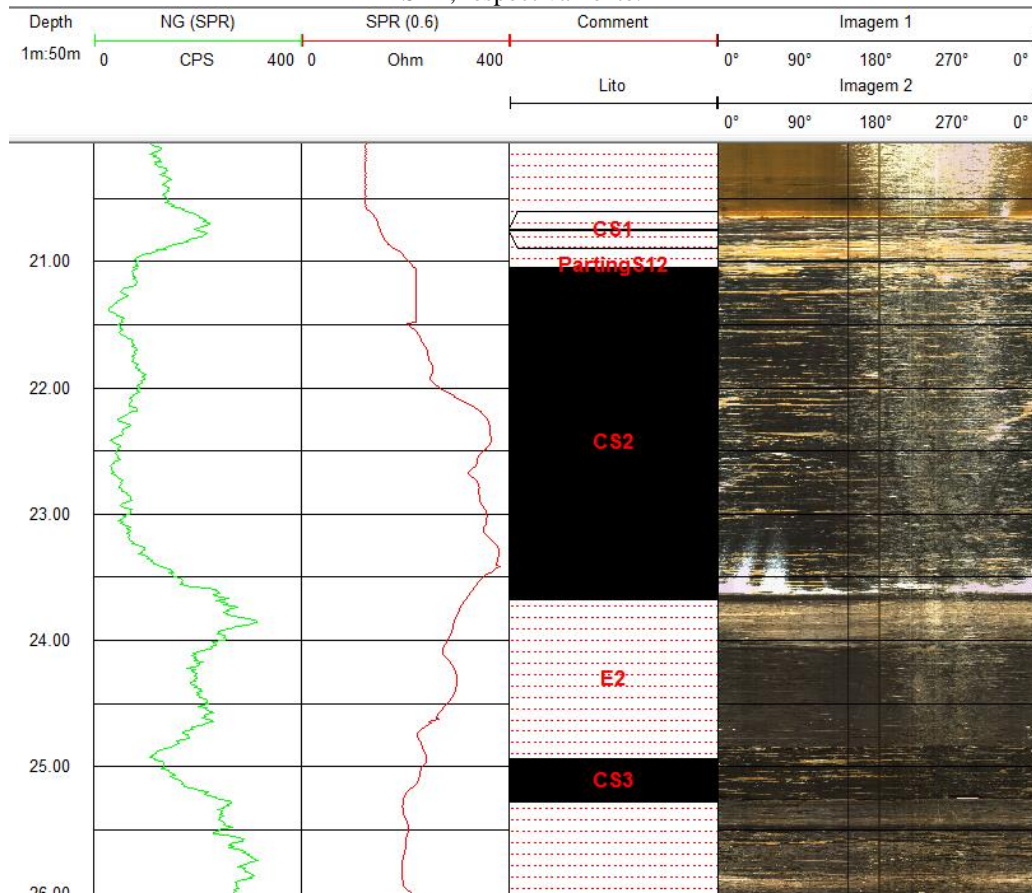 Depth NG (SPR) SPR (0.6) Comment Imagem 1
1m:50m 0 CPS 400 0 Ohm 400 0° 90° 180° 270° 0°
Lito Imagem 2
0° 90° 180° 270° 0°
CS1
21.00 PartingS12
22.00
CS2
23.00
24.00
E2
25.00
CS3
26.00